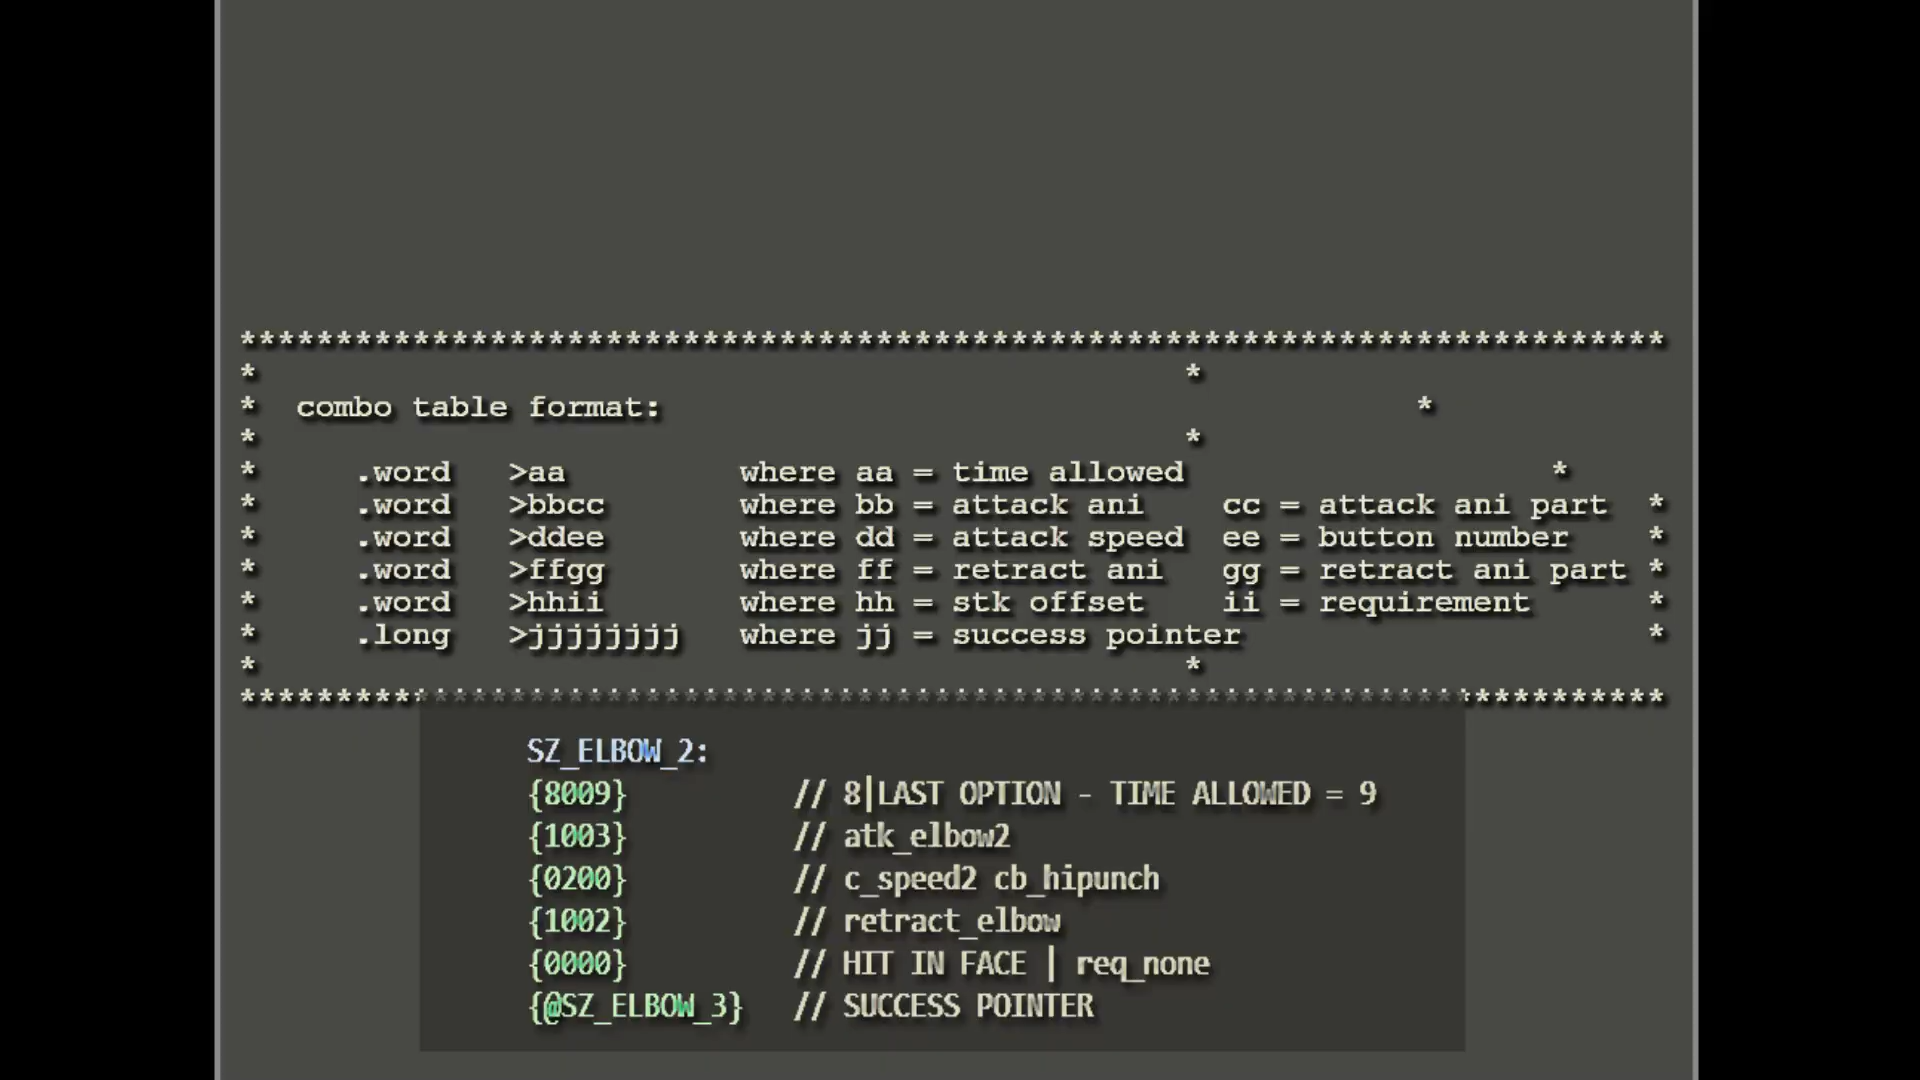 ***************************************************************************
* *
* combo table format: *
* *
* .word >aa where aa = time allowed *
* .word >bbcc where bb = attack ani cc = attack ani part *
* .word >ddee where dd = attack speed ee = button number *
* .word >ffgg where ff = retract ani gg = retract ani part *
* .word >hhii where hh = stk offset ii = requirement *
* .long >jjjjjjjj where jj = success pointer *
* *
***************************************************************************
SZ_ELBOW_2:
{8009} // 8|LAST OPTION - TIME ALLOWED = 9
{1003} // atk_elbow2
{0200} // c_speed2 cb_hipunch
{1002} // retract_elbow
{0000} // HIT IN FACE | req_none
{@SZ_ELBOW_3} // SUCCESS POINTER